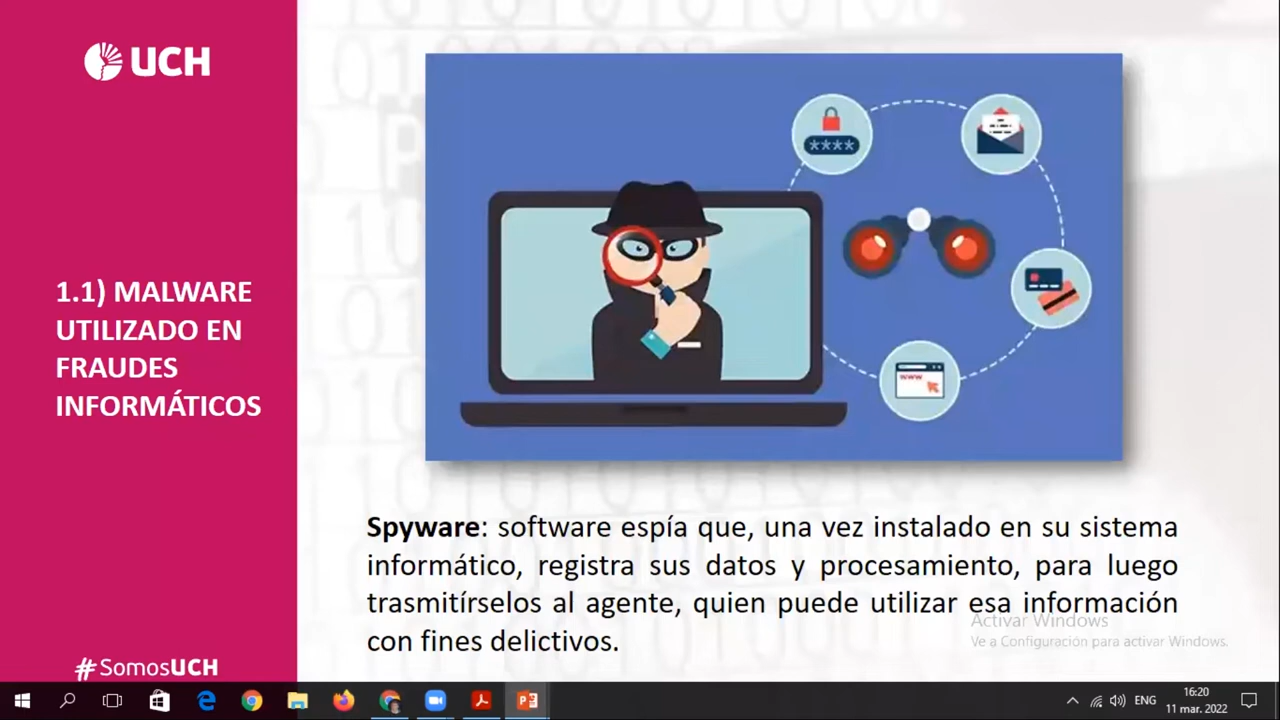 UCH
1.1) MALWARE
UTILIZADO EN
FRAUDES
INFORMÁTICOS
#SomosUCH
****
www
Spyware: software espía que, una vez instalado en su sistema
informático, registra sus datos y procesamiento, para luego
trasmitírselos al agente, quien puede utilizar esa información
con fines delictivos.
Activar Windows
Ve a Configuración para activar Windows.
ENG
16:20
11 mar. 2022